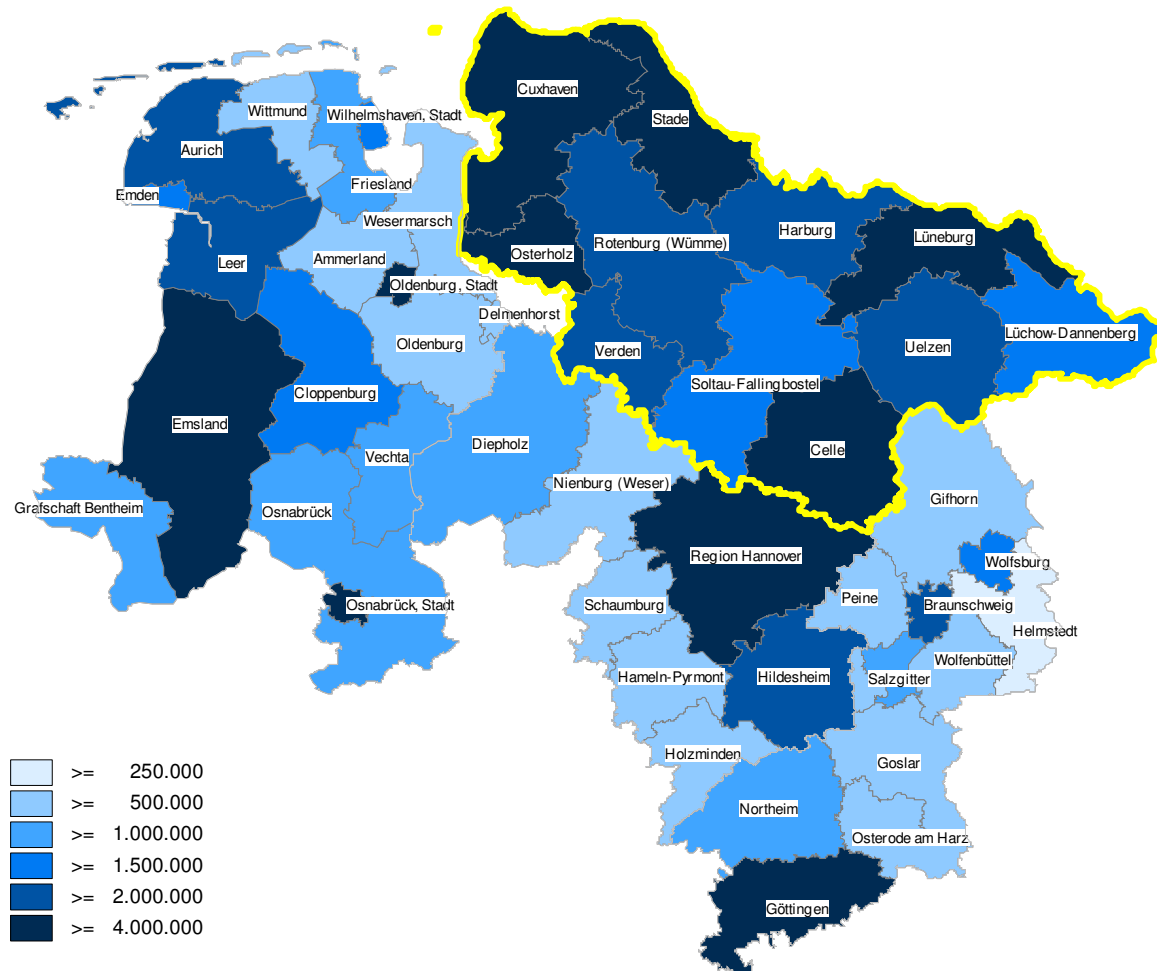 Cuxhaven
Stade
Wittmund
Wilhelmshaven, Stadt
Aurich
Friesland
Emden
Wesermarsch
Harburg
Lüneburg
Rotenburg (Wümme)
Osterholz
Ammerland
Leer
Oldenburg, Stadt
Delmenhorst
Lüchow-Dannenberg
Oldenburg
Verden
Uelzen
Soltau-Fallingbostel
Cloppenburg
Emsland
Diepholz
Celle
Vechta
Nienburg (Weser)
Gifhorn
Grafschaft Bentheim
Osnabrück
Region Hannover
Wolfsburg
Peine
Schaumburg
Osnabrück, Stadt
Braunschweig
Helmstedt
Wolfenbüttel
Hameln-Pyrmont
Hildesheim
Salzgitter
Holzminden
Goslar
Northeim
Osterode am Harz
Göttingen
>= 250.000
>= 500.000
>= 1.000.000
>= 1.500.000
>= 2.000.000
>= 4.000.000